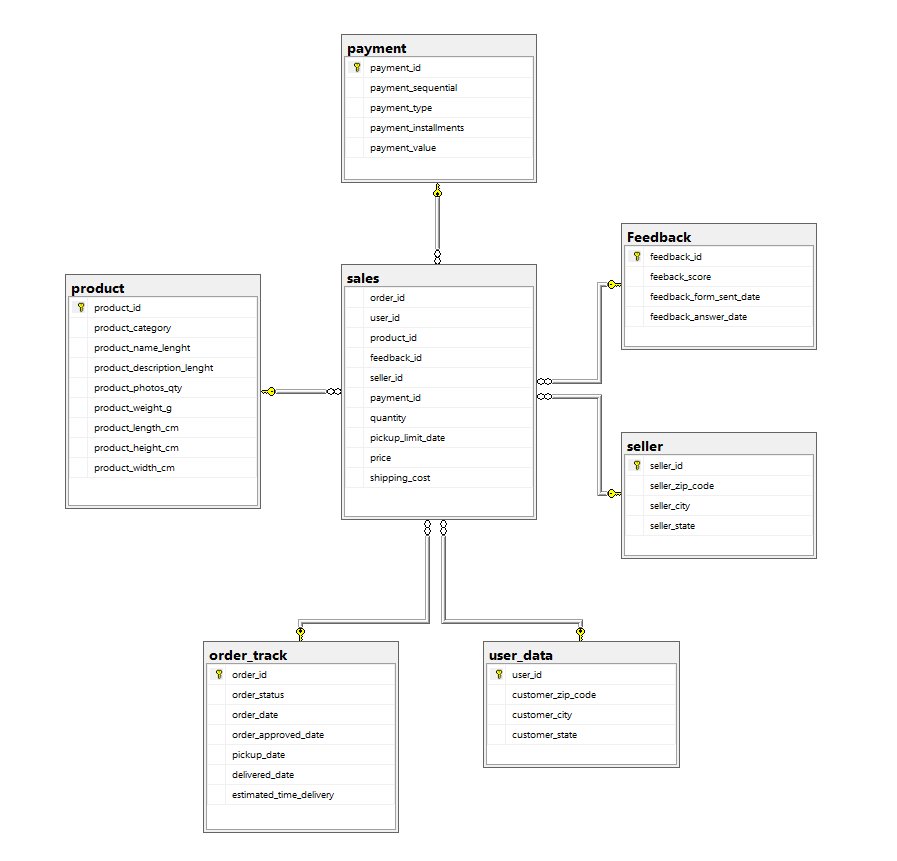 payment
payment_id
payment_sequential
payment_type
payment_installments
payment_value
Feedback
feedback_id
feeback_score
feedback_form_sent_date
feedback_answer_date
product
product_id
product_category
product_name_lenght
product_description_lenght
product_photos_qty
product_weight_g
product_length_cm
product_height_cm
product_width_cm
sales
order_id
user_id
product_id
feedback_id
seller_id
payment_id
quantity
pickup_limit_date
price
shipping_cost
seller
seller_id
seller_zip_code
seller_city
seller_state
order_track
order_id
order_status
order_date
order_approved_date
pickup_date
delivered_date
estimated_time_delivery
user_data
user_id
customer_zip_code
customer_city
customer_state